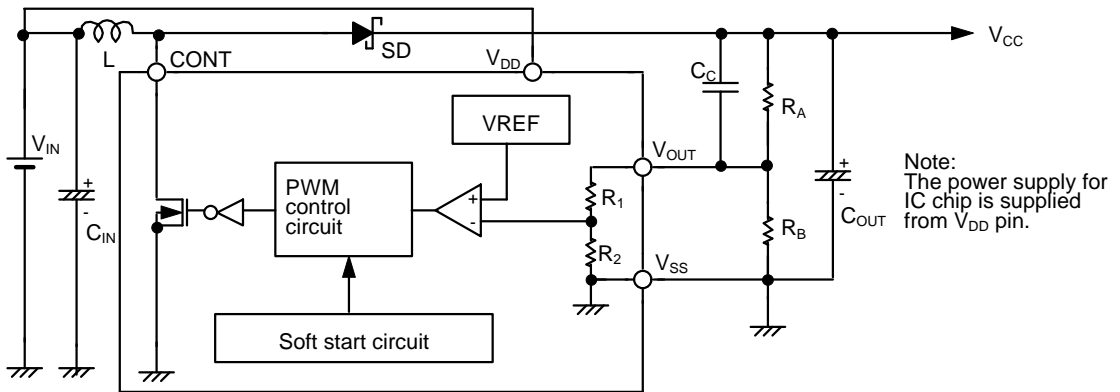 L
CONT
SD
V_DD
V_CC
C_C
R_A
VREF
V_OUT
V_IN
+
-
C_IN
PWM
control
circuit
+
-
R_1
R_2
V_SS
R_B
+
-
C_OUT
Note:
The power supply for
IC chip is supplied
from V_DD pin.
Soft start circuit